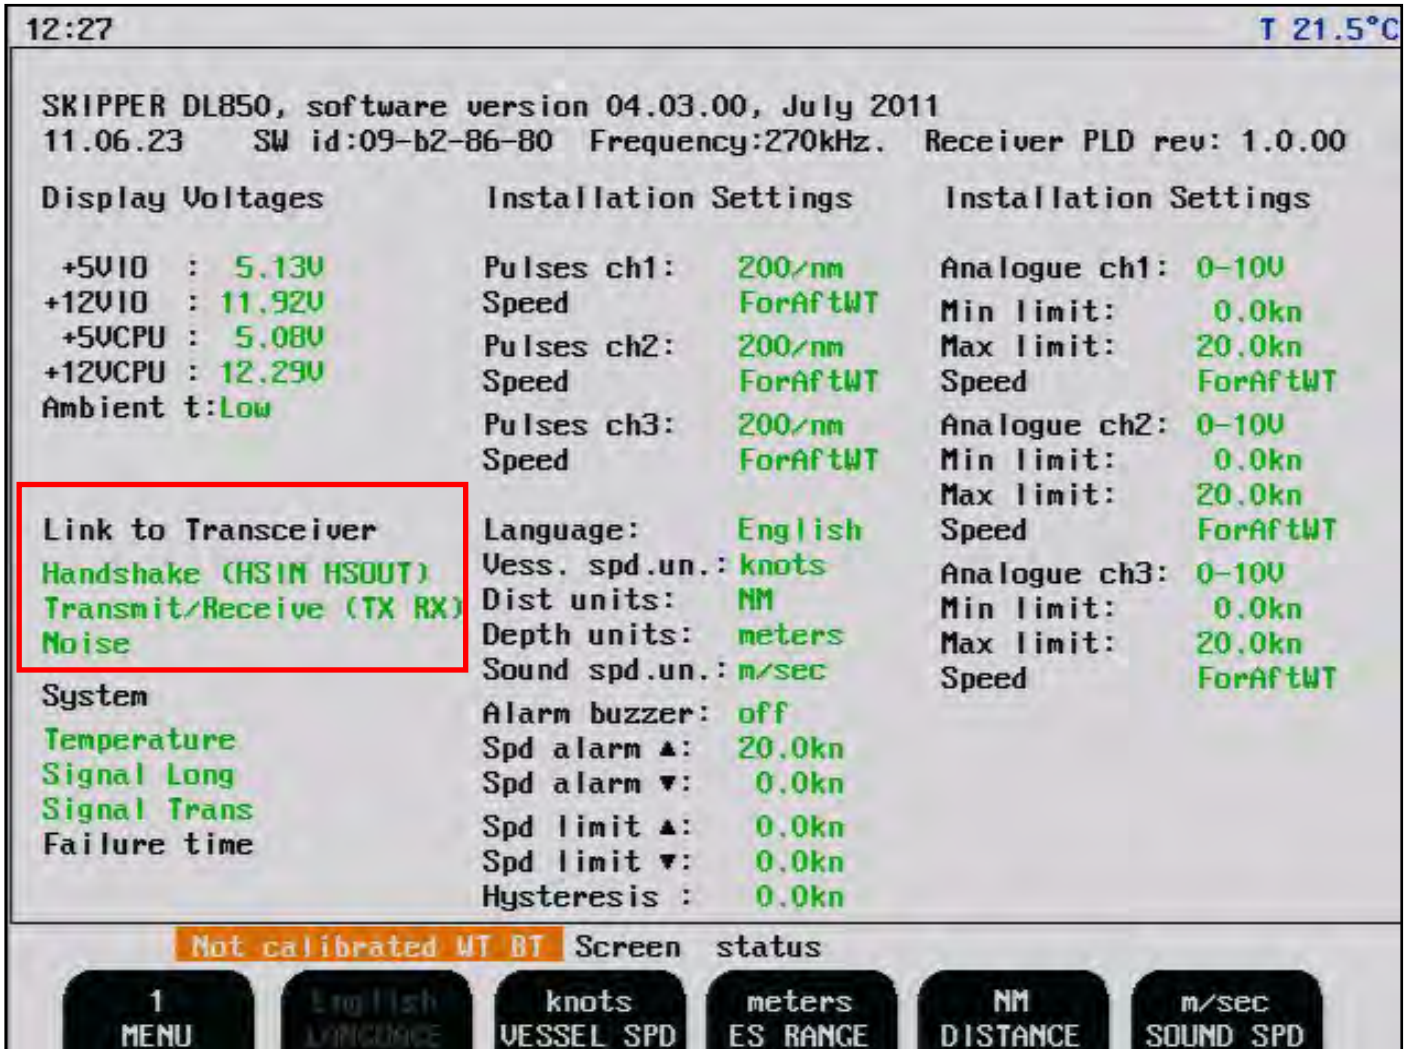 12:27 T 21.5°C
SKIPPER DL850, software version 04.03.00, July 2011
11.06.23 SW id:09-b2-86-80 Frequency:270kHz. Receiver PLD rev: 1.0.00
Display Voltages
+5VIO : 5.13V
+12VIO : 11.92V
+5VCPU : 5.08V
+12VCPU : 12.29V
Ambient t:Low
Link to Transceiver
Handshake (HSIN HSOUT)
Transmit/Receive (TX RX)
Noise
System
Temperature
Signal Long
Signal Trans
Failure time
Installation Settings
Pulses ch1: 200/nm
Speed ForAftWT
Pulses ch2: 200/nm
Speed ForAftWT
Pulses ch3: 200/nm
Speed ForAftWT
Language: English
Vess. spd.un.: knots
Dist units: NM
Depth units: meters
Sound spd.un.: m/sec
Alarm buzzer: off
Spd alarm ▲: 20.0kn
Spd alarm ▼: 0.0kn
Spd limit ▲: 0.0kn
Spd limit ▼: 0.0kn
Hysteresis : 0.0kn
Installation Settings
Analogue ch1: 0-10V
Min limit: 0.0kn
Max limit: 20.0kn
Speed ForAftWT
Analogue ch2: 0-10V
Min limit: 0.0kn
Max limit: 20.0kn
Speed ForAftWT
Analogue ch3: 0-10V
Min limit: 0.0kn
Max limit: 20.0kn
Speed ForAftWT
Not calibrated WT BT Screen status
1
MENU
English
LANGUAGE
knots
VESSEL SPD
meters
ES RANGE
NM
DISTANCE
m/sec
SOUND SPD